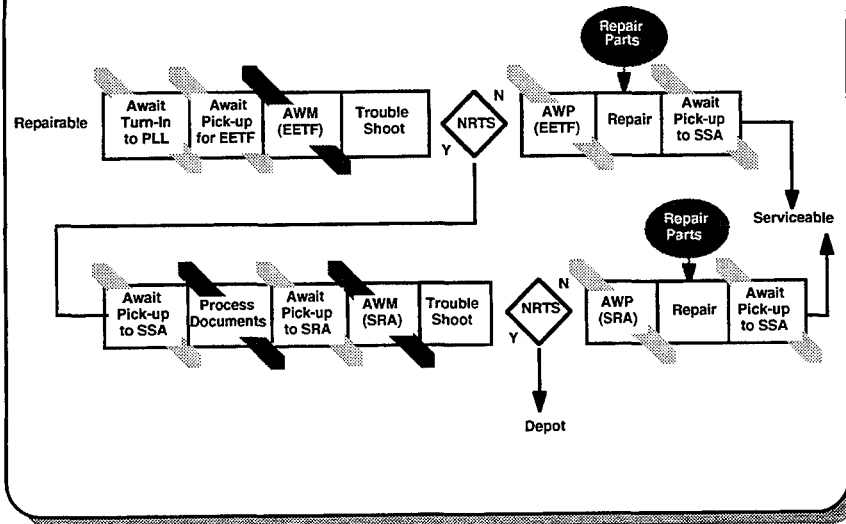 Repair
Parts
Repairable
Await
Turn-In
to PLL
Await
Pick-up
for EETF
AWM
(EETF)
Trouble
Shoot
NRTS
N
Y
AWP
(EETF)
Repair
Await
Pick-up
to SSA
Serviceable
Repair
Parts
Await
Pick-up
to SSA
Process
Documents
Await
Pick-up
to SRA
AWM
(SRA)
Trouble
Shoot
NRTS
N
Y
AWP
(SRA)
Repair
Await
Pick-up
to SSA
Depot